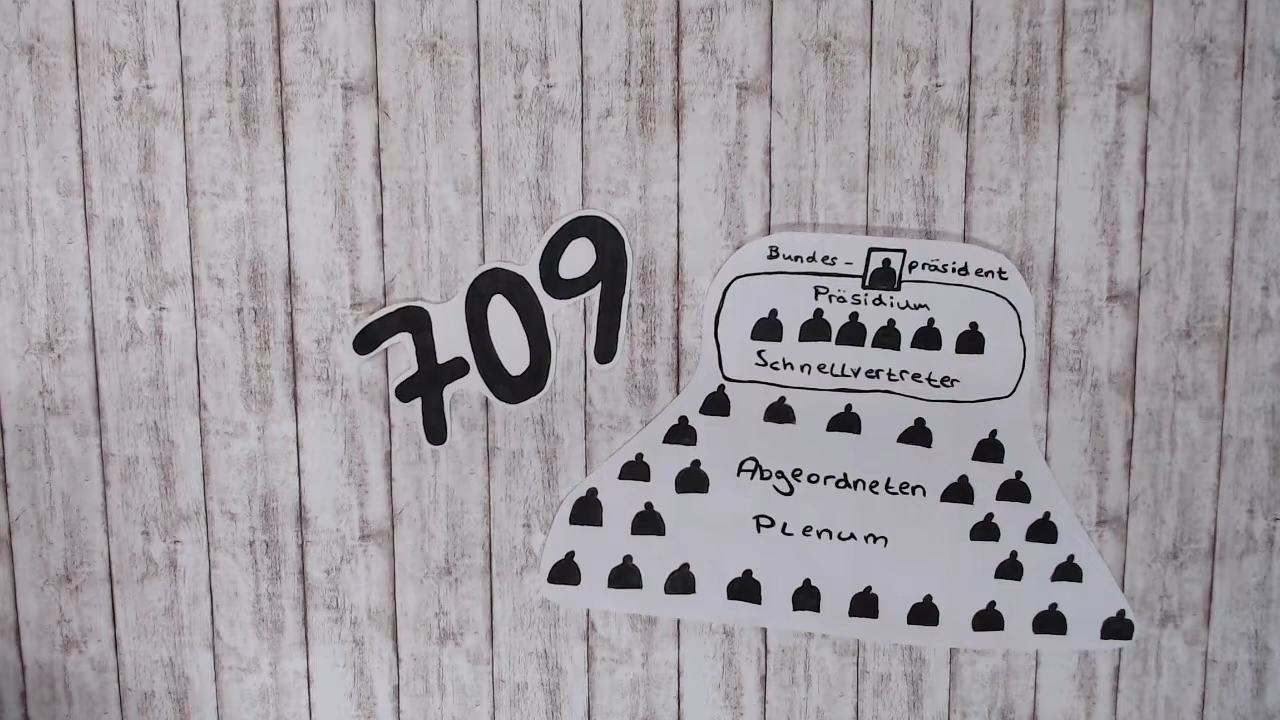 709
Bundes- präsident
Präsidium
Schnellvertreter
Abgeordneten
Plenum